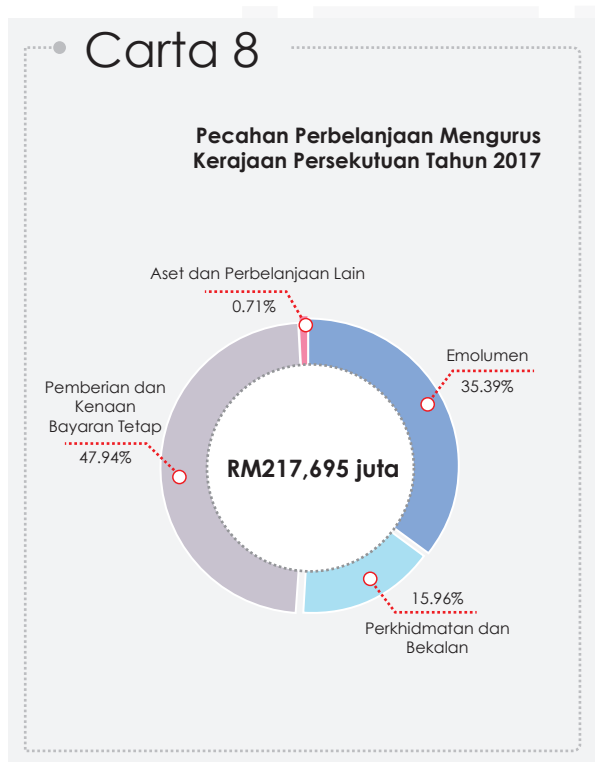 Carta 8
Pecahan Perbelanjaan Mengurus
Kerajaan Persekutuan Tahun 2017
Aset dan Perbelanjaan Lain
0.71%
Emolumen
35.39%
Pemberian dan
Kenaan
Bayaran Tetap
47.94%
RM217,695 juta
15.96%
Perkhidmatan dan
Bekalan